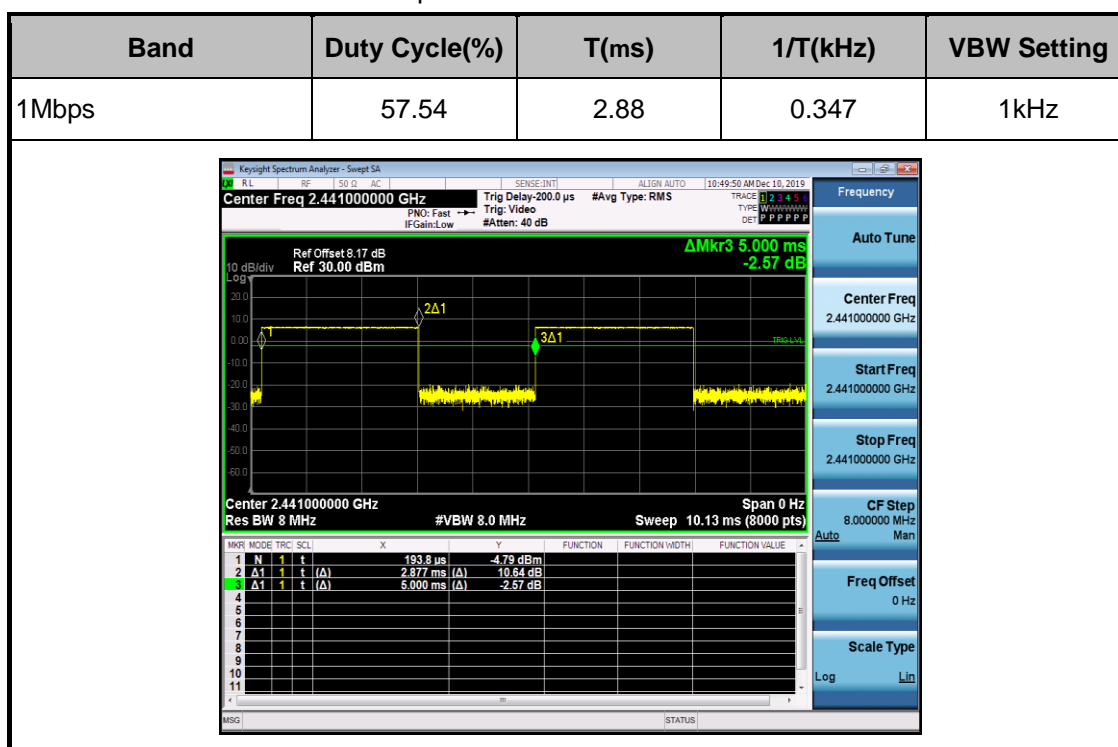 Band Duty Cycle(%) T(ms) 1/T(kHz) VBW Setting
1Mbps 57.54 2.88 0.347 1kHz
Keysight Spectrum Analyzer - Swept SA
LXI RL RF 50 Ω AC SENSE:INT ALIGN AUTO 10:49:50 AM Dec 10, 2019
Center Freq 2.441000000 GHz Trig Delay-200.0 µs #Avg Type: RMS TRACE 1 2 3 4 5 6
PNO: Fast Trig: Video TYPE W
IFGain:Low #Atten: 40 dB DET P P P P P P
ΔMkr3 5.000 ms
Ref Offset 8.17 dB
10 dB/div Ref 30.00 dBm -2.57 dB
Log
20.0
10.0
0.00
-10.0
-20.0
-30.0
-40.0
-50.0
-60.0
1
2Δ1
3Δ1
TRIG LVL
Center 2.441000000 GHz Span 0 Hz
Res BW 8 MHz #VBW 8.0 MHz Sweep 10.13 ms (8000 pts)
MKR MODE TRC SCL X Y FUNCTION FUNCTION WIDTH FUNCTION VALUE
1 N 1 t 193.8 µs -4.79 dBm
2 Δ1 1 t (Δ) 2.877 ms (Δ) 10.64 dB
3 Δ1 1 t (Δ) 5.000 ms (Δ) -2.57 dB
4
5
6
7
8
9
10
11
MSG STATUS
Frequency
Auto Tune
Center Freq
2.441000000 GHz
Start Freq
2.441000000 GHz
Stop Freq
2.441000000 GHz
CF Step
8.000000 MHz
Auto Man
Freq Offset
0 Hz
Scale Type
Log Lin